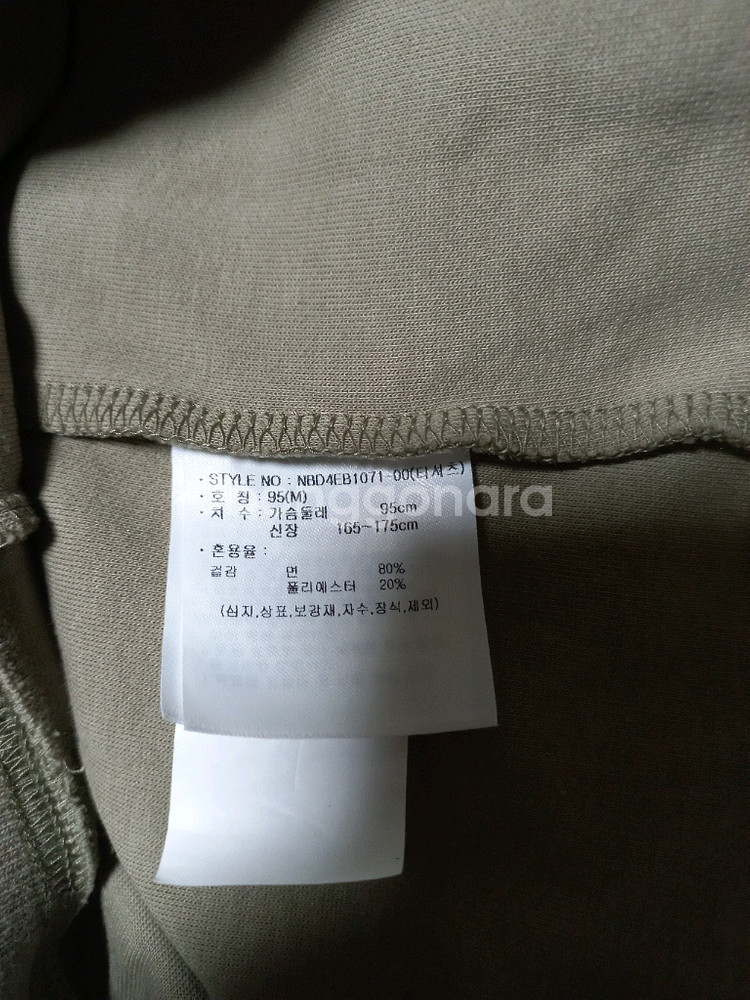 · STYLE NO : NBD4EB1071-00(티셔츠)
· 호 칭 : 95(M)
· 치 수 : 가슴둘레 95cm
신장 165~175cm
· 혼용율 :
겉감 면 80%
폴리에스터 20%
(심지,상표,보강재,자수,장식,제외)